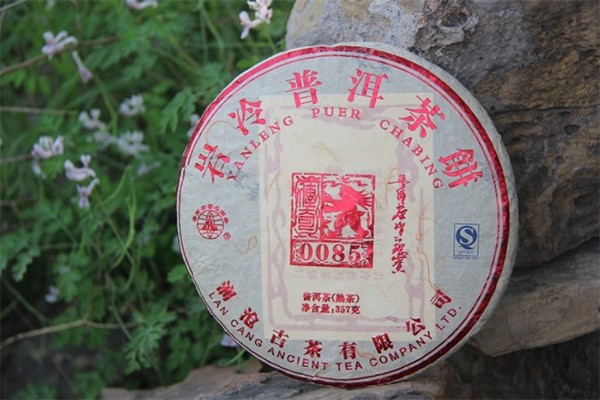 岩冷普洱茶餅
YANLENG PUER CHABING
0085
普洱茶(熟茶)
净含量:357克
澜沧古茶有限公司
LAN CANG ANCIENT TEA COMPANY LTD.